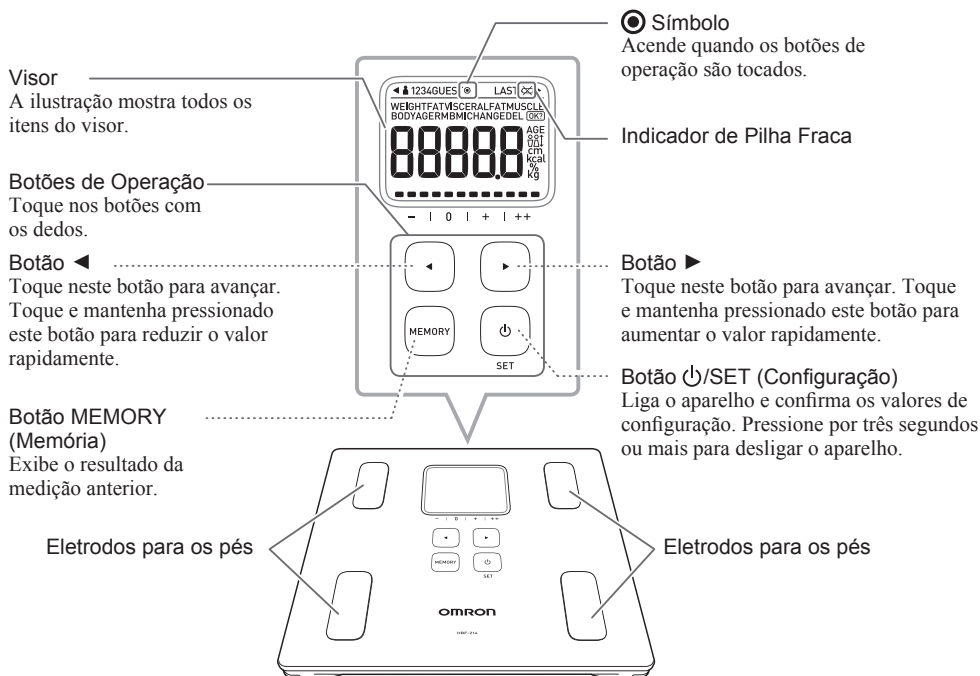 Símbolo
Acende quando os botões de
operação são tocados.
Visor
A ilustração mostra todos os
itens do visor.
1234GUES LAST
WEIGHTFATVISCERALFATMUSCLE
BODYAGERMBMICHANGEDEL OK?
88888
AGE
cm
kcal
%
kg
Indicador de Pilha Fraca
− | 0 | + | ++
Botões de Operação
Toque nos botões com
os dedos.
Botão ◄
Toque neste botão para avançar.
Toque e mantenha pressionado
este botão para reduzir o valor
rapidamente.
Botão ►
Toque neste botão para avançar. Toque
e mantenha pressionado este botão para
aumentar o valor rapidamente.
MEMORY
SET
Botão ⏻/SET (Configuração)
Liga o aparelho e confirma os valores de
configuração. Pressione por três segundos
ou mais para desligar o aparelho.
Botão MEMORY
(Memória)
Exibe o resultado da
medição anterior.
Eletrodos para os pés
Eletrodos para os pés
− | 0 | + | ++
MEMORY
SET
OMRON
HBF-214